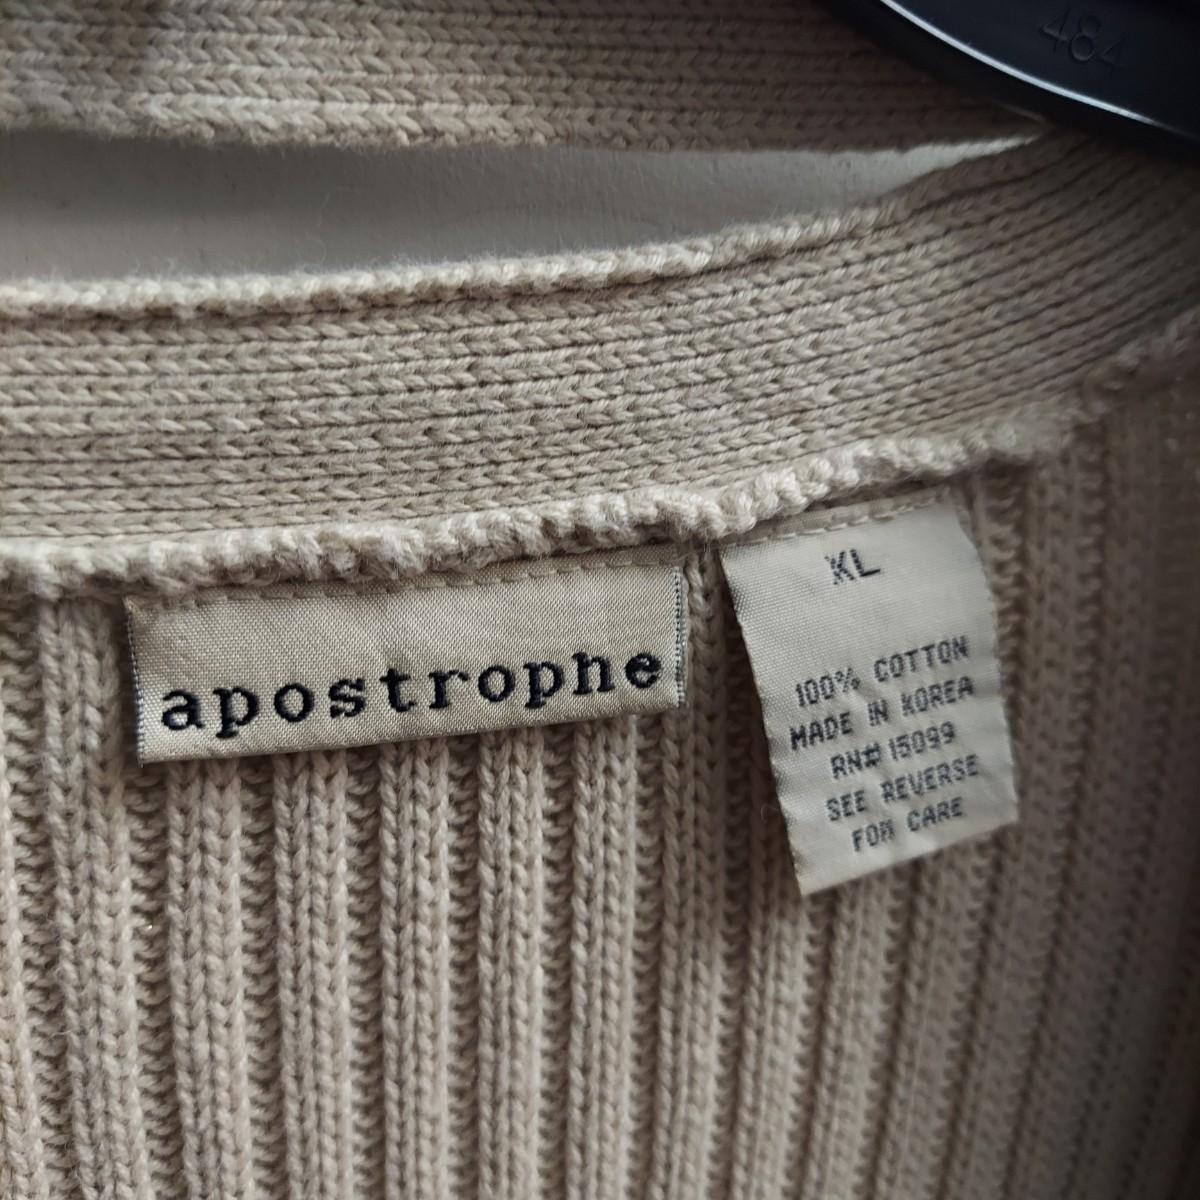 484
apostrophe
XL
100% COTTON
MADE IN KOREA
RN# 15099
SEE REVERSE
FOR CARE